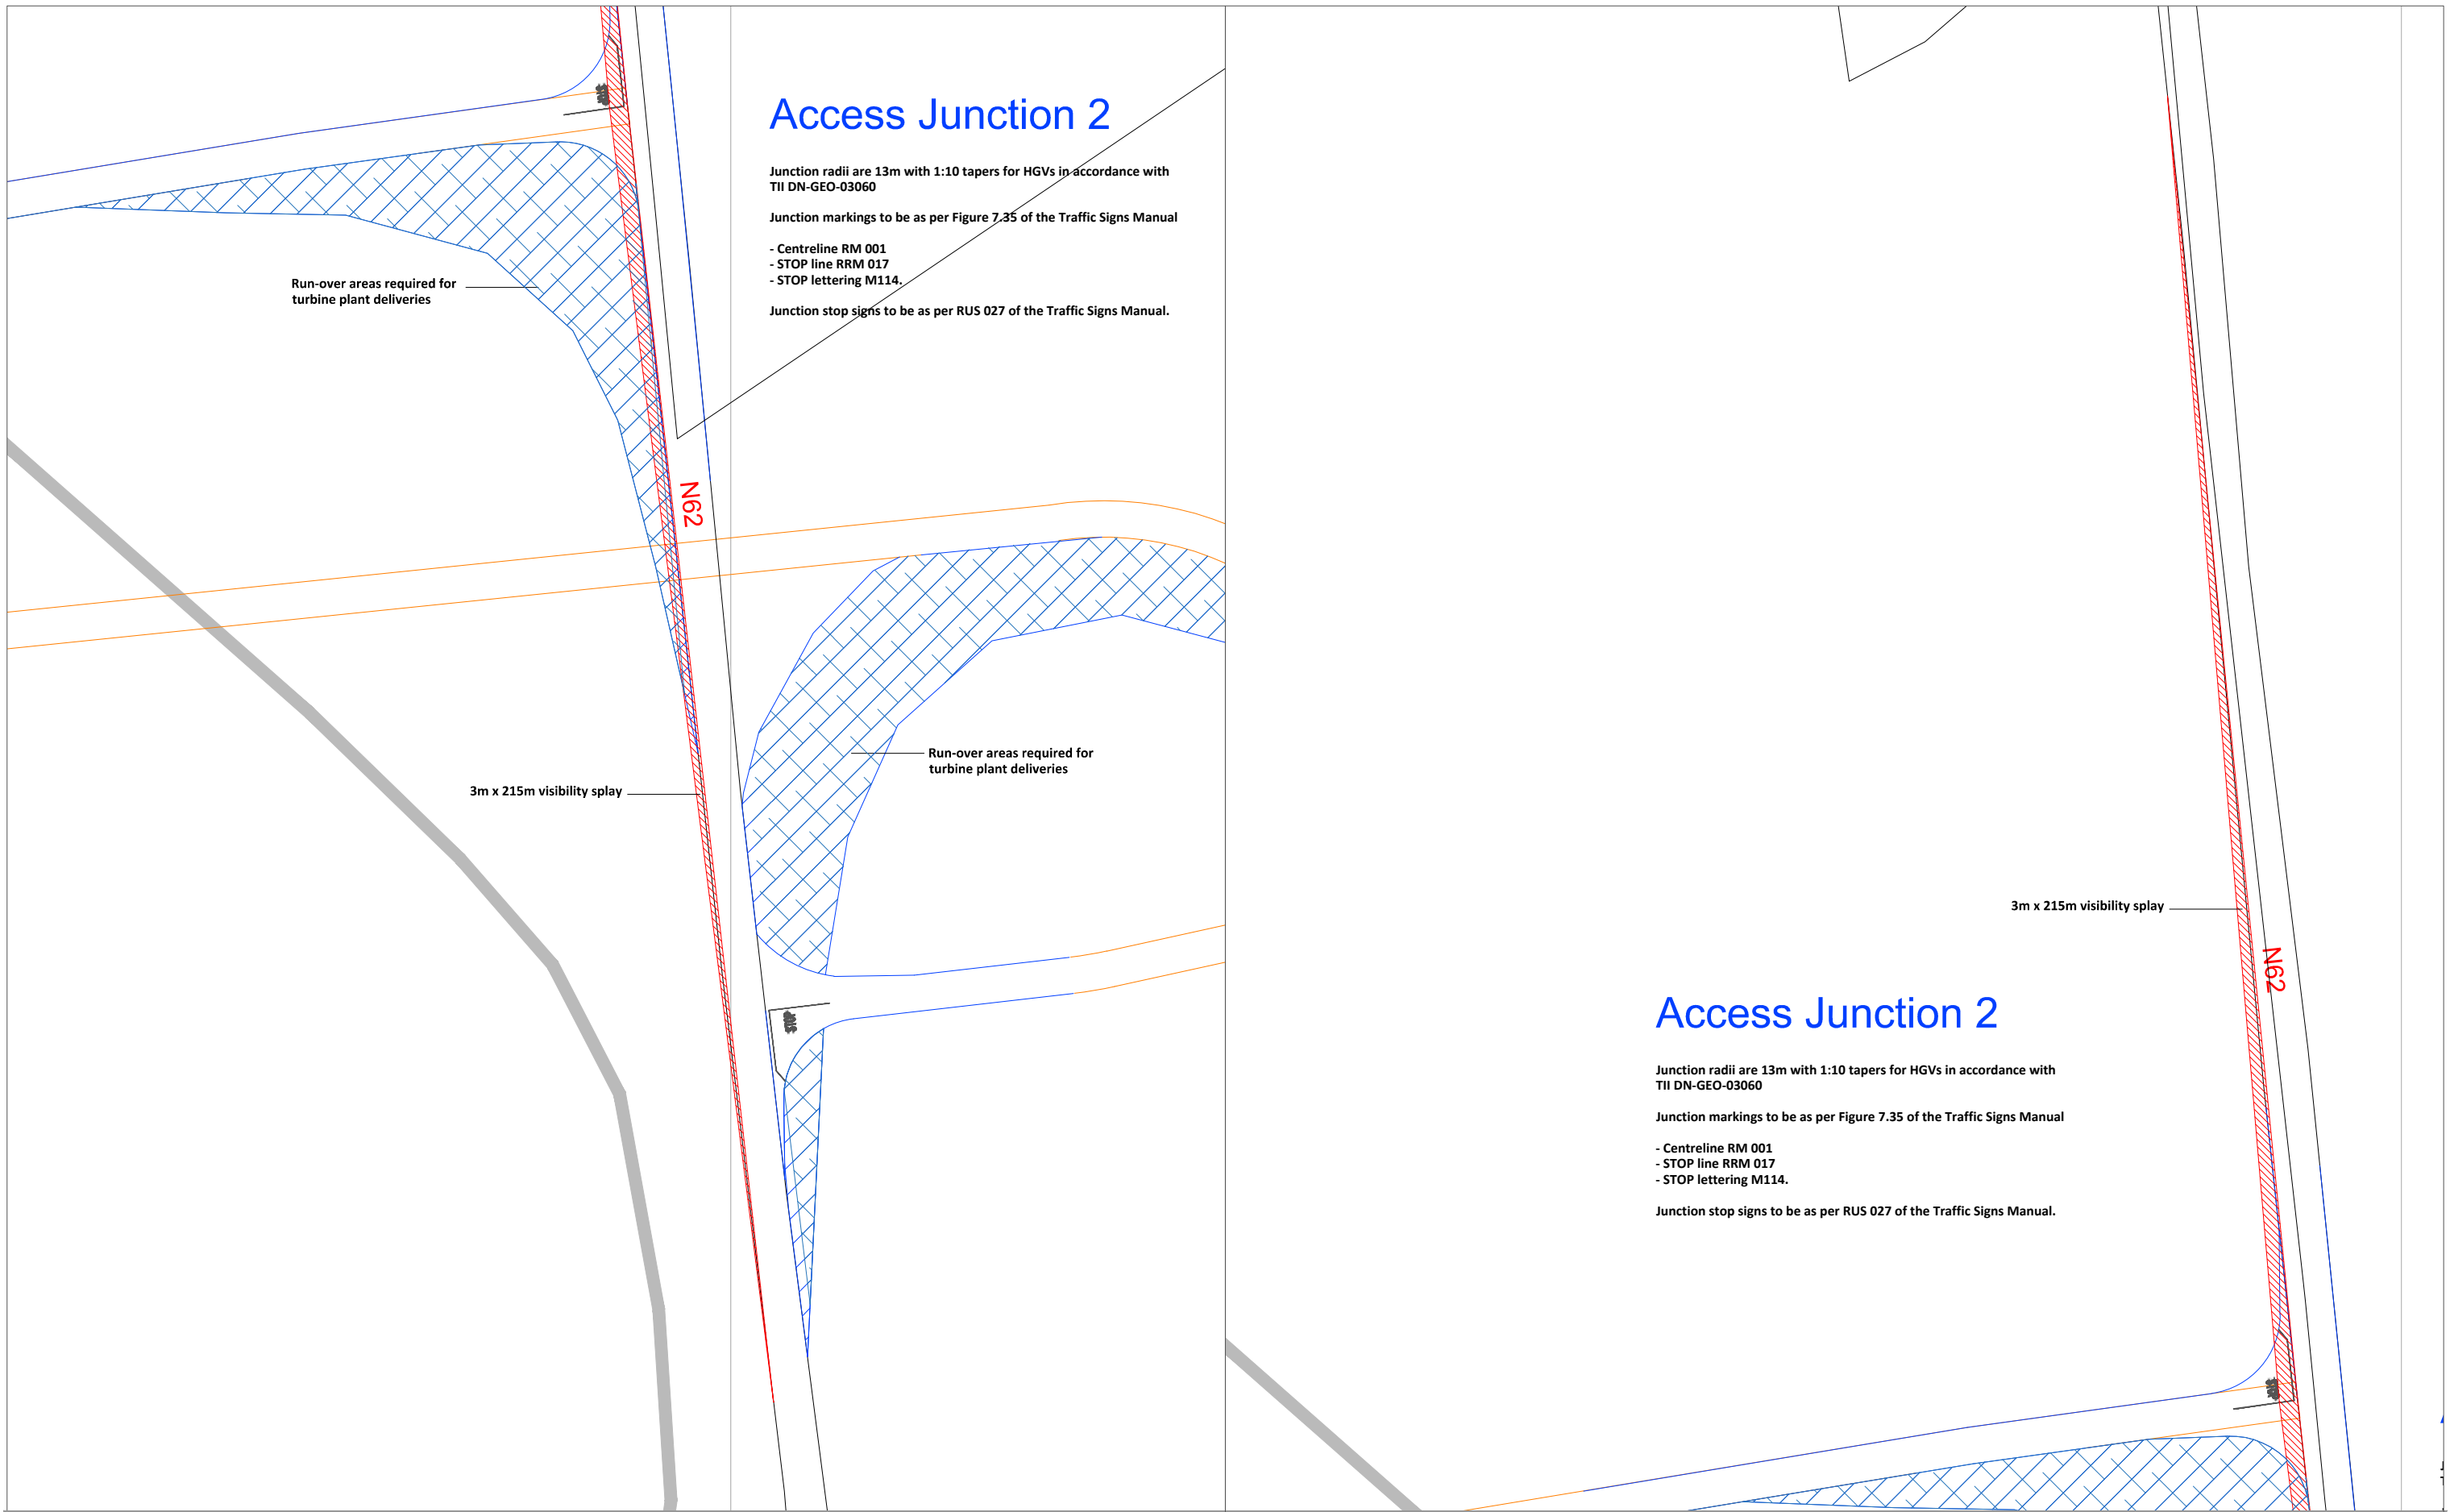 Access Junction 2
Junction radii are 13m with 1:10 tapers for HGVs in accordance with
TII DN-GEO-03060
Junction markings to be as per Figure 7.35 of the Traffic Signs Manual
- Centreline RM 001
- STOP line RRM 017
- STOP lettering M114.
Junction stop signs to be as per RUS 027 of the Traffic Signs Manual.
Run-over areas required for
turbine plant deliveries
N62
Run-over areas required for
turbine plant deliveries
3m x 215m visibility splay
STOP
3m x 215m visibility splay
N62
Access Junction 2
Junction radii are 13m with 1:10 tapers for HGVs in accordance with
TII DN-GEO-03060
Junction markings to be as per Figure 7.35 of the Traffic Signs Manual
- Centreline RM 001
- STOP line RRM 017
- STOP lettering M114.
Junction stop signs to be as per RUS 027 of the Traffic Signs Manual.